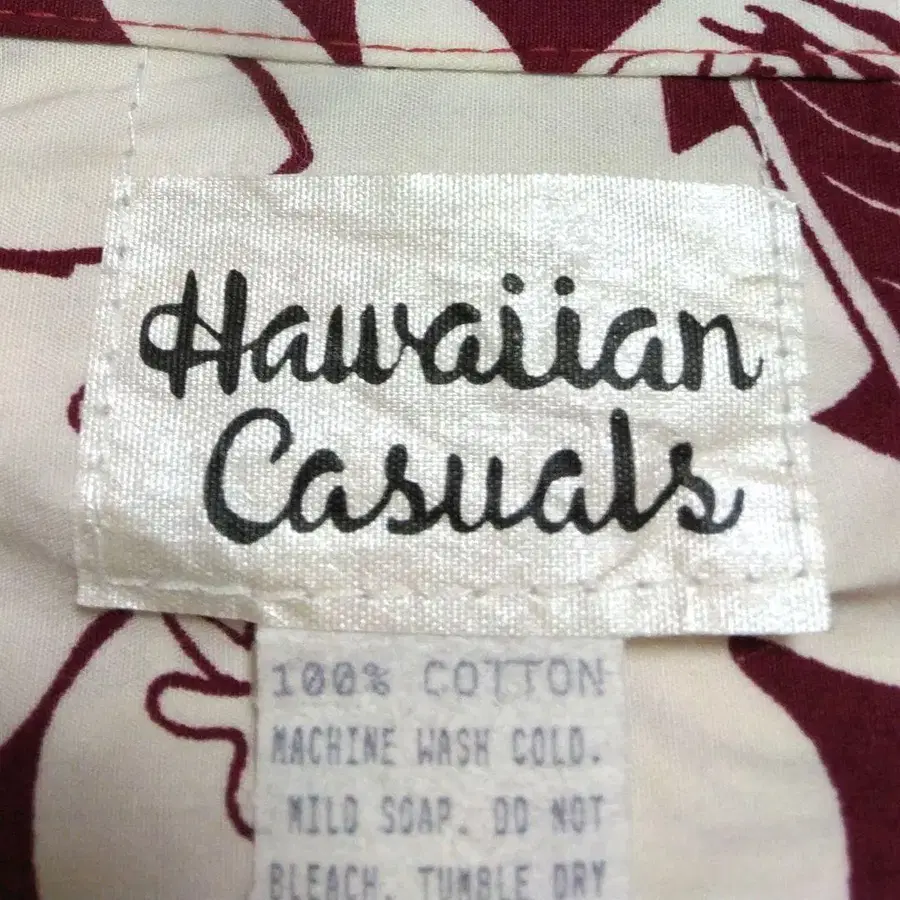 Hawaiian
Casuals
100% COTTON
MACHINE WASH COLD.
MILD SOAP. DO NOT
BLEACH. TUMBLE DRY